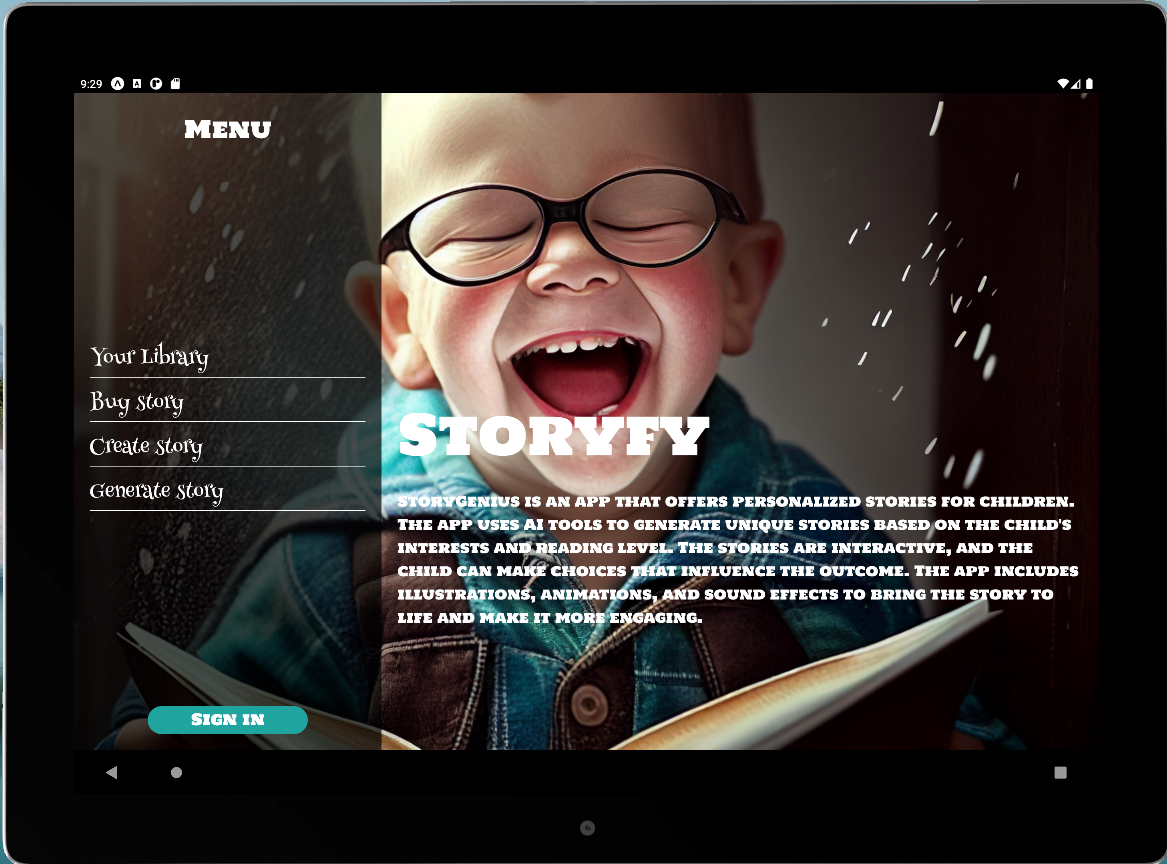 9:29
Menu
Your Library
Buy story
Create story
Generate story
Sign in
Storyfy
StoryGenius is an app that offers personalized stories for children.
The app uses AI tools to generate unique stories based on the child's
interests and reading level. The stories are interactive, and the
child can make choices that influence the outcome. The app includes
illustrations, animations, and sound effects to bring the story to
life and make it more engaging.